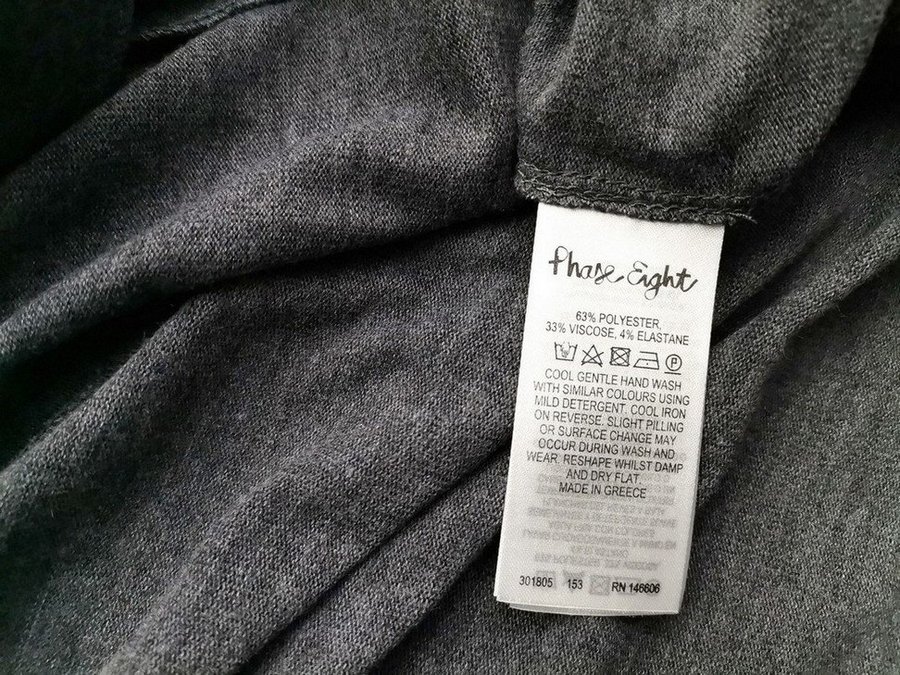 Phase Eight
63% POLYESTER,
33% VISCOSE, 4% ELASTANE
COOL GENTLE HAND WASH
WITH SIMILAR COLOURS USING
MILD DETERGENT. COOL IRON
ON REVERSE. SLIGHT PILLING
OR SURFACE CHANGE MAY
OCCUR DURING WASH AND
WEAR. RESHAPE WHILST DAMP
AND DRY FLAT.
MADE IN GREECE
301805 153 RN 146606